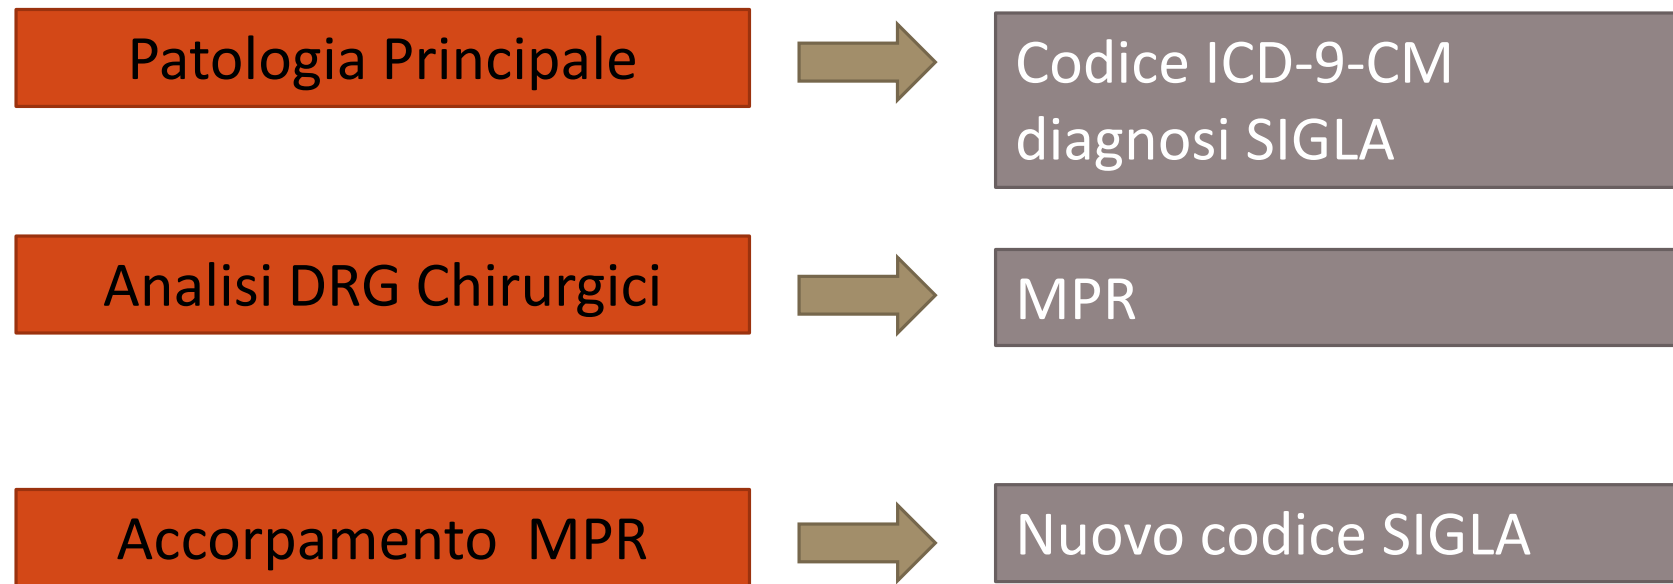 Patologia Principale
Codice ICD-9-CM
diagnosi SIGLA
Analisi DRG Chirurgici
MPR
Accorpamento MPR
Nuovo codice SIGLA